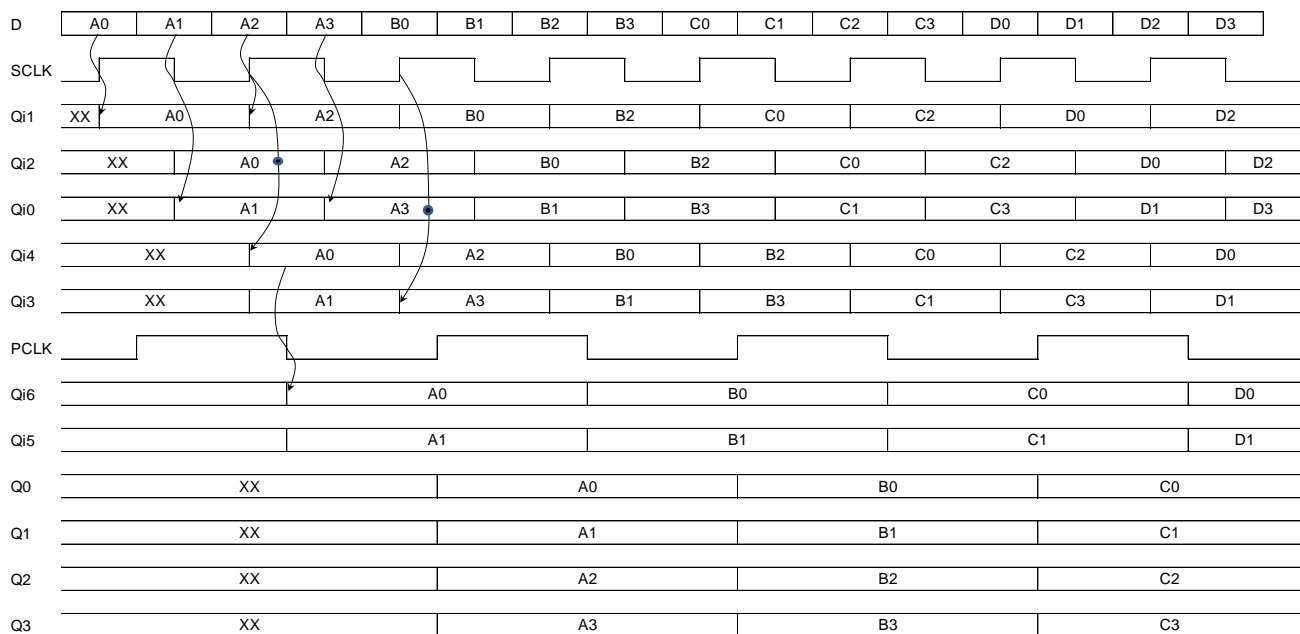 D A0 A1 A2 A3 B0 B1 B2 B3 C0 C1 C2 C3 D0 D1 D2 D3
SCLK
Qi1 XX A0 A2 B0 B2 C0 C2 D0 D2
Qi2 XX A0 A2 B0 B2 C0 C2 D0 D2
Qi0 XX A1 A3 B1 B3 C1 C3 D1 D3
Qi4 XX A0 A2 B0 B2 C0 C2 D0
Qi3 XX A1 A3 B1 B3 C1 C3 D1
PCLK
Qi6 A0 B0 C0 D0
Qi5 A1 B1 C1 D1
Q0 XX A0 B0 C0
Q1 XX A1 B1 C1
Q2 XX A2 B2 C2
Q3 XX A3 B3 C3